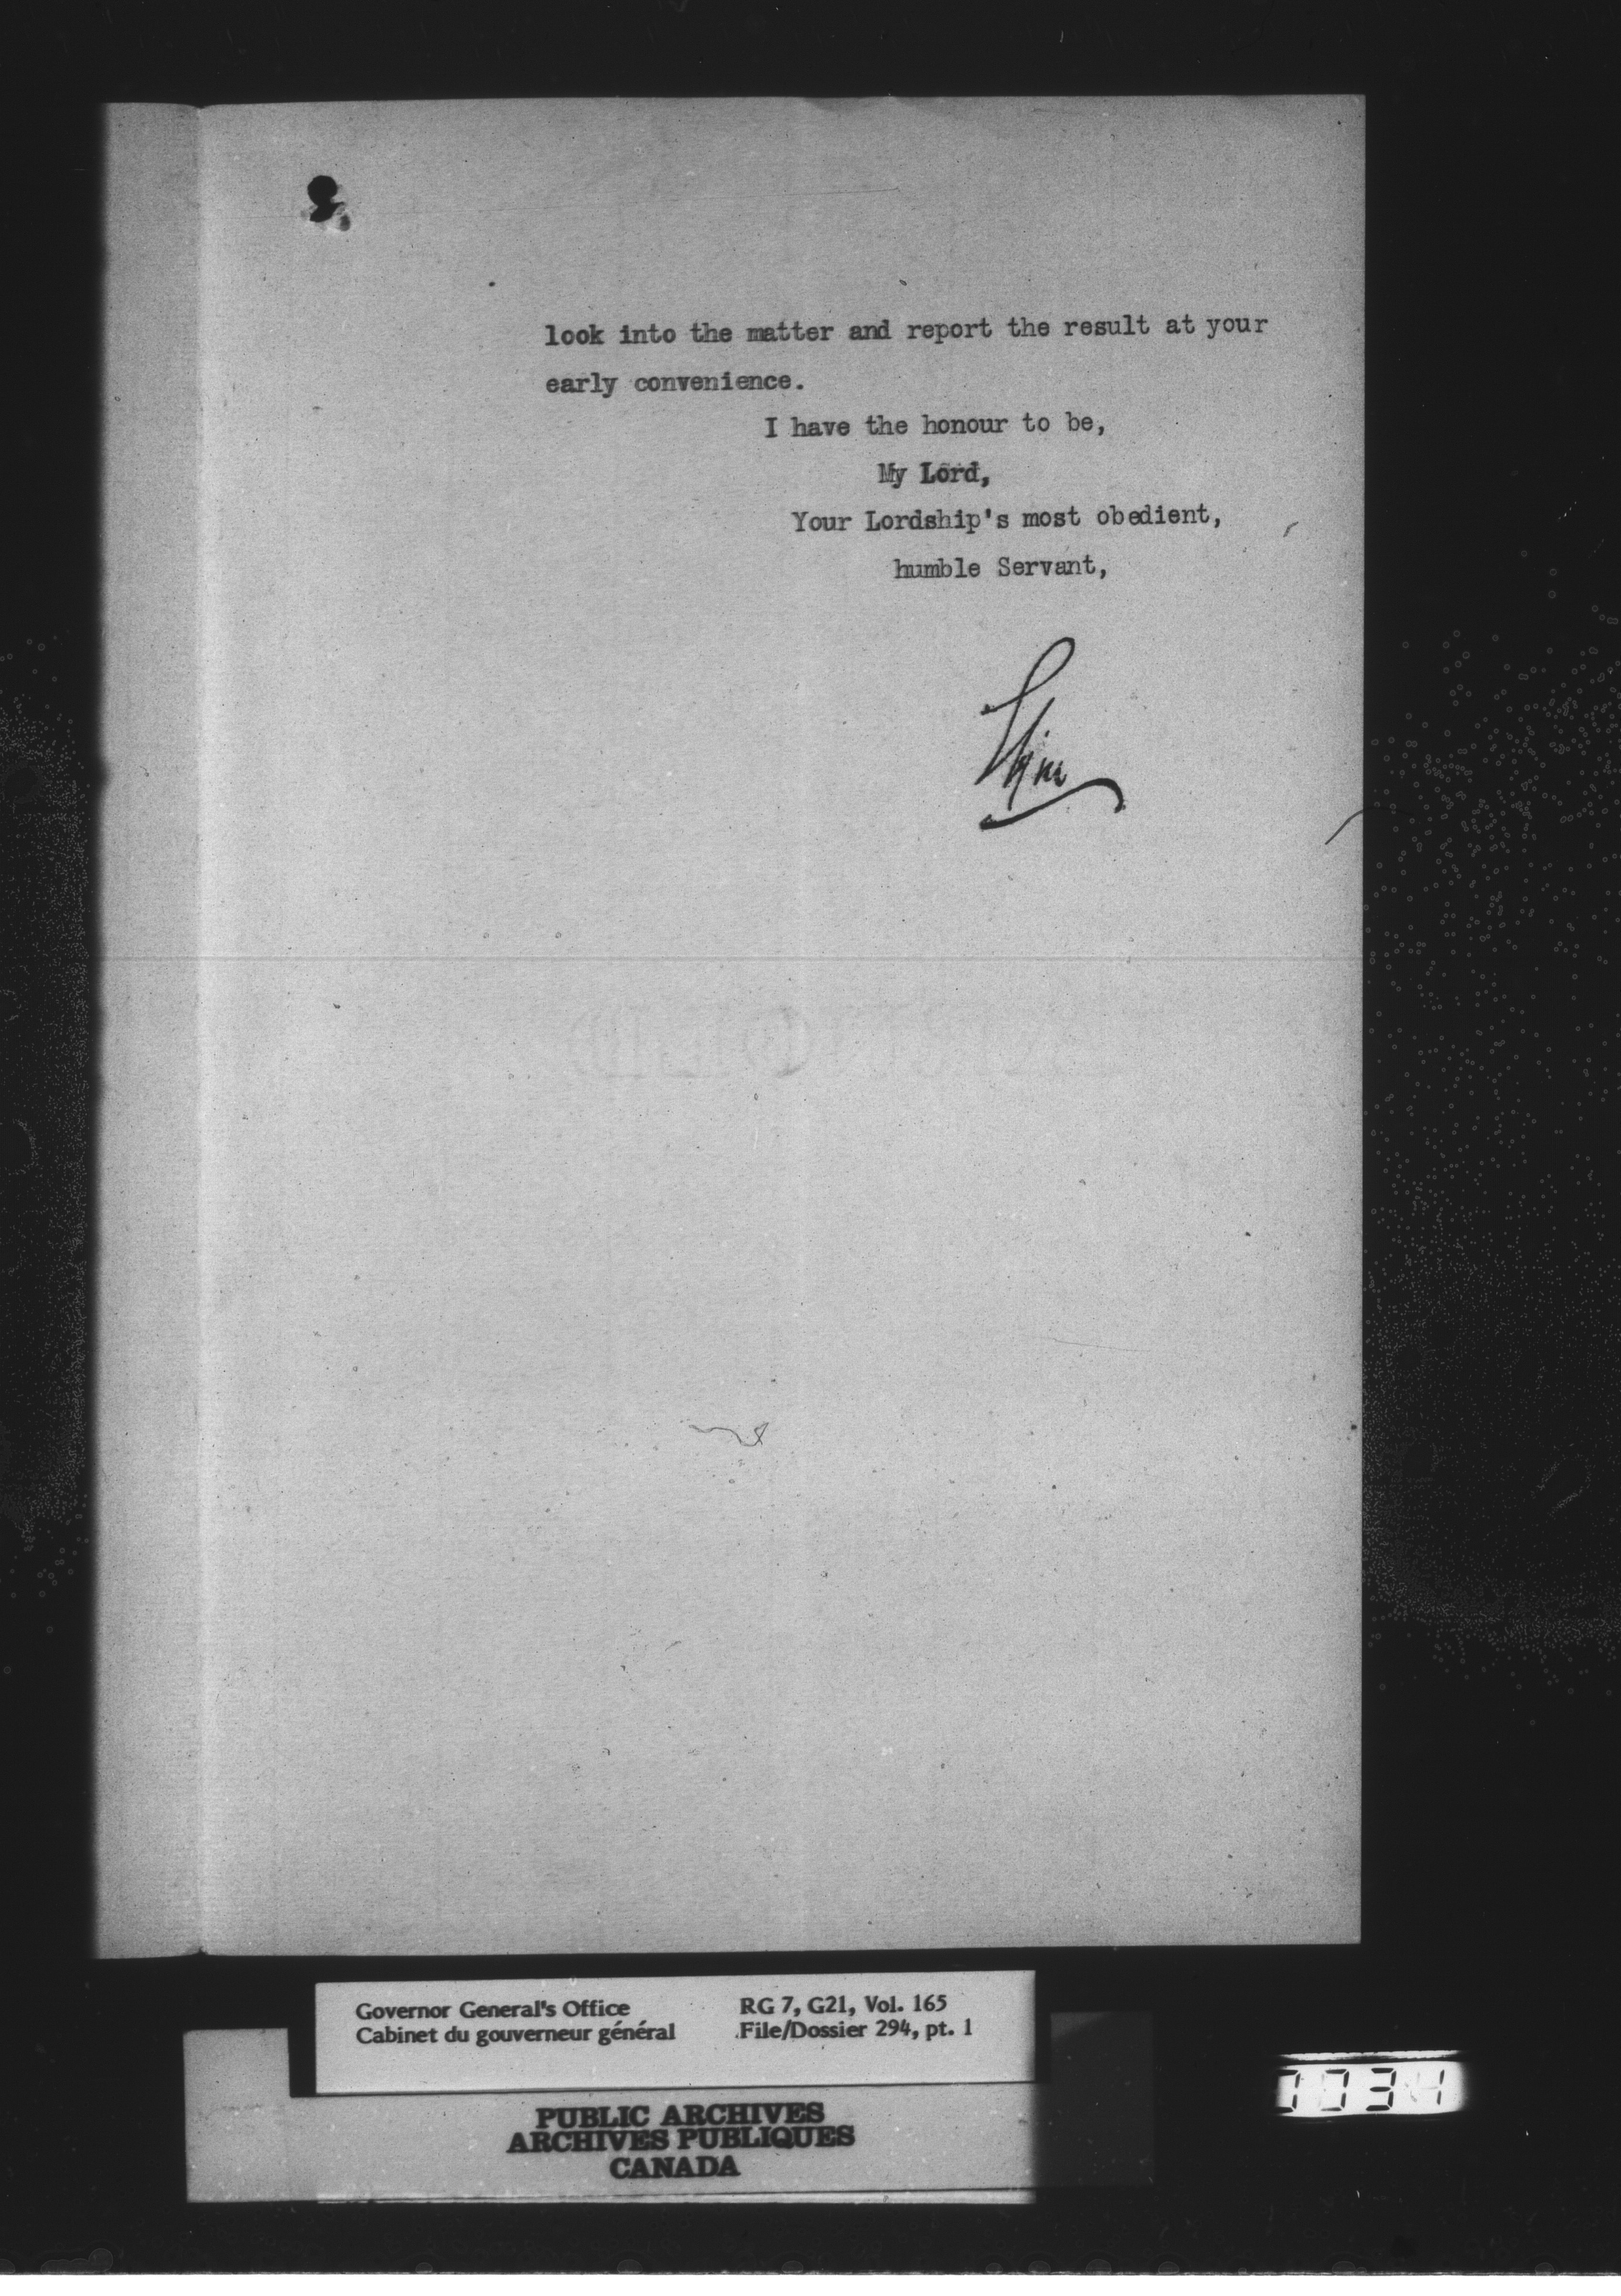 look into the matter and report the result at your
early convenience.
I have the honour to be,
My Lord,
Your Lordship's most obedient,
humble Servant,
Elgin
Governor General's Office
Cabinet du gouverneur général
RG 7, G21, Vol. 165
File/Dossier 294, pt. 1
PUBLIC ARCHIVES
ARCHIVES PUBLIQUES
CANADA